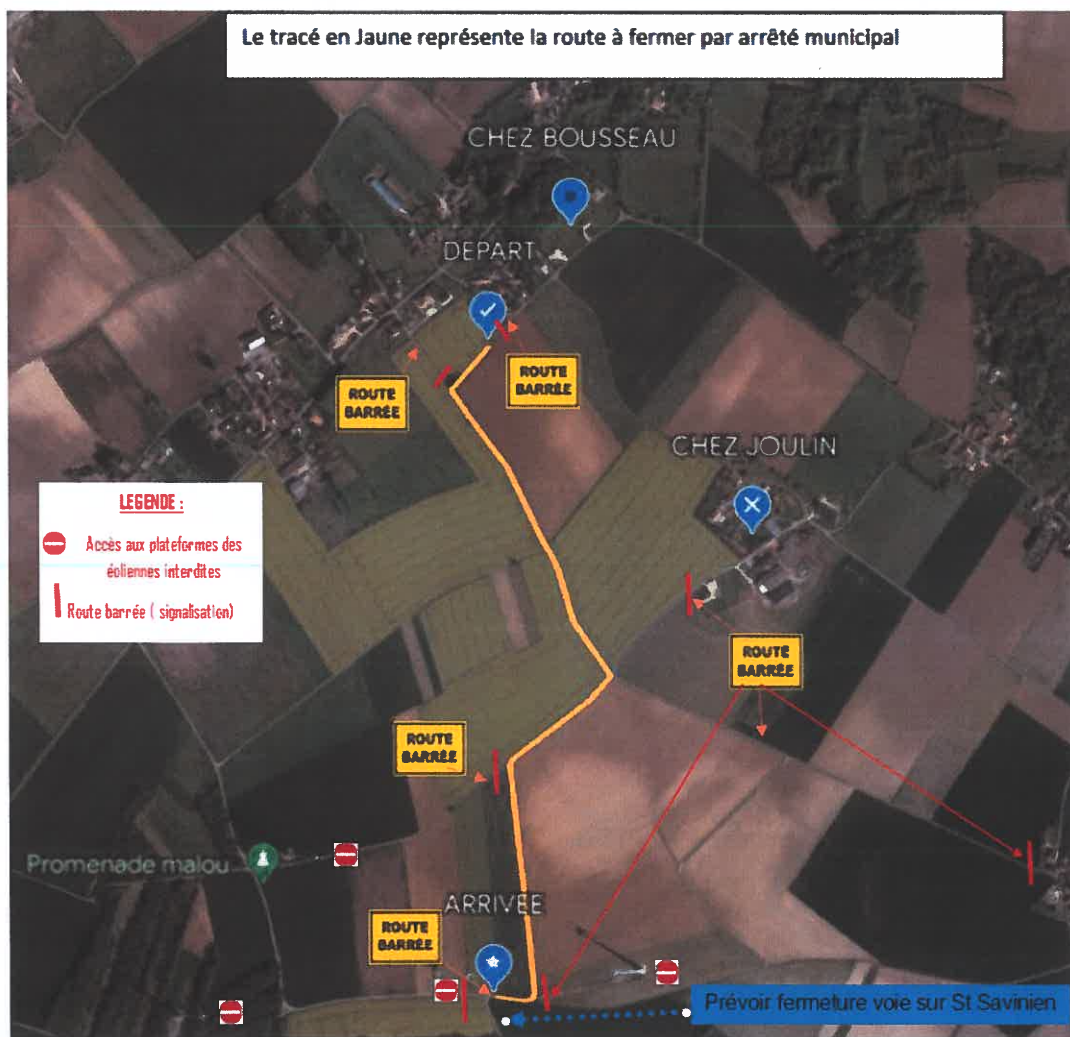 Le tracé en Jaune représente la route à fermer par arrêté municipal
CHEZ BOUSSEAU
DEPART
ROUTE
BARRÉE
ROUTE
BARRÉE
CHEZ JOULIN
LEGENDE :
Accès aux plateformes des
éoliennes interdites
Route barrée ( signalisation)
ROUTE
BARRÉE
ROUTE
BARRÉE
Promenade malou
ARRIVEE
ROUTE
BARRÉE
Prévoir fermeture voie sur St Savinien